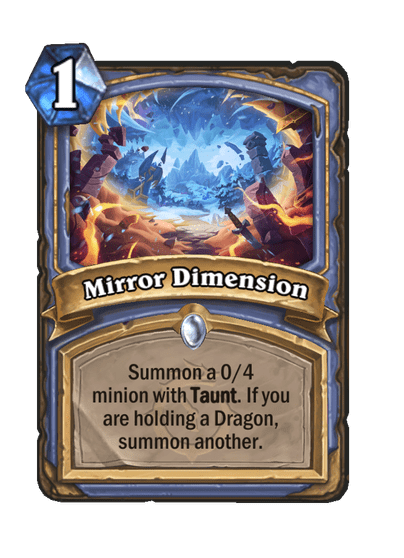 1
Mirror Dimension
Summon a 0/4
minion with Taunt. If you
are holding a Dragon,
summon another.